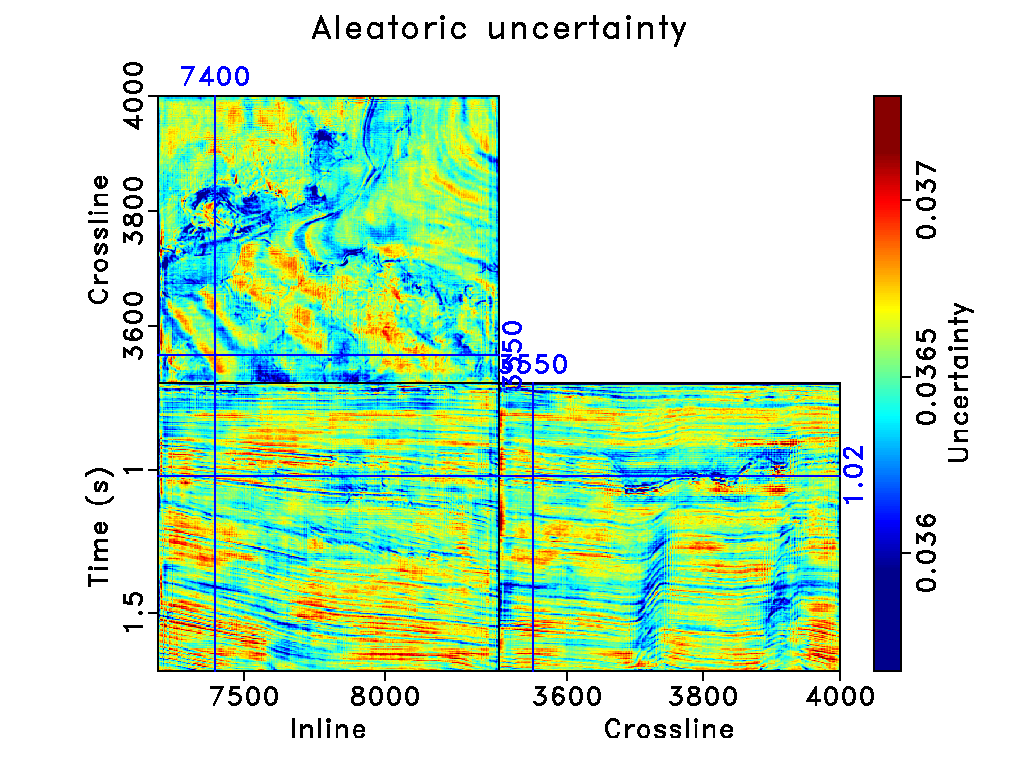 Aleatoric uncertainty
7400
4000
3800
3600
Crossline
3550
3550
1
1.5
Time (s)
1.02
7500
8000
Inline
3600
3800
4000
Crossline
0.037
0.0365
0.036
Uncertainty